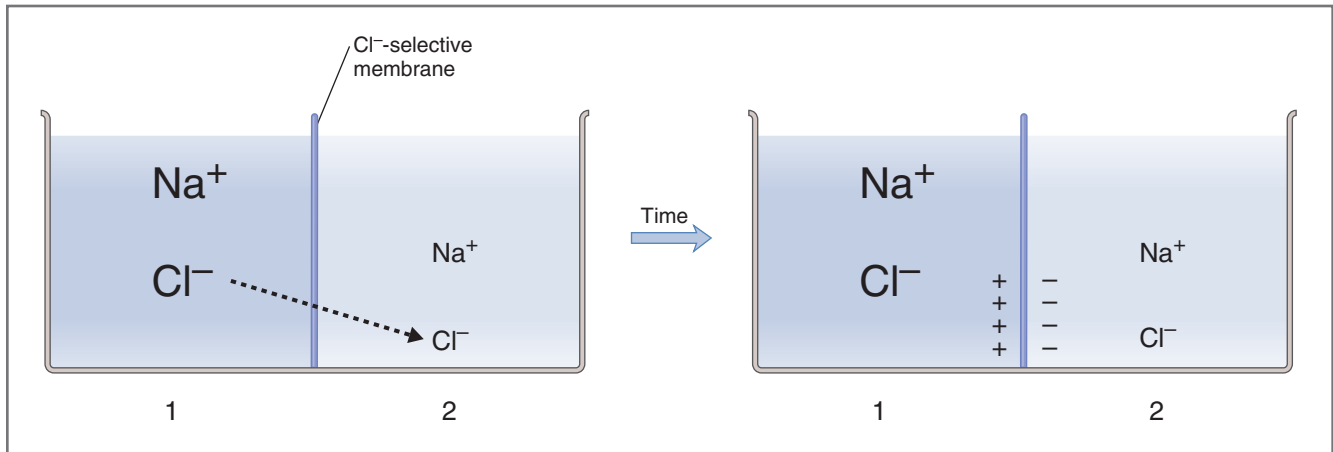 Cl⁻-selective
membrane
Na⁺
Cl⁻
Na⁺
Cl⁻
1
2
Time
Na⁺
Cl⁻
Na⁺
Cl⁻
+ −
+ −
+ −
+ −
1
2